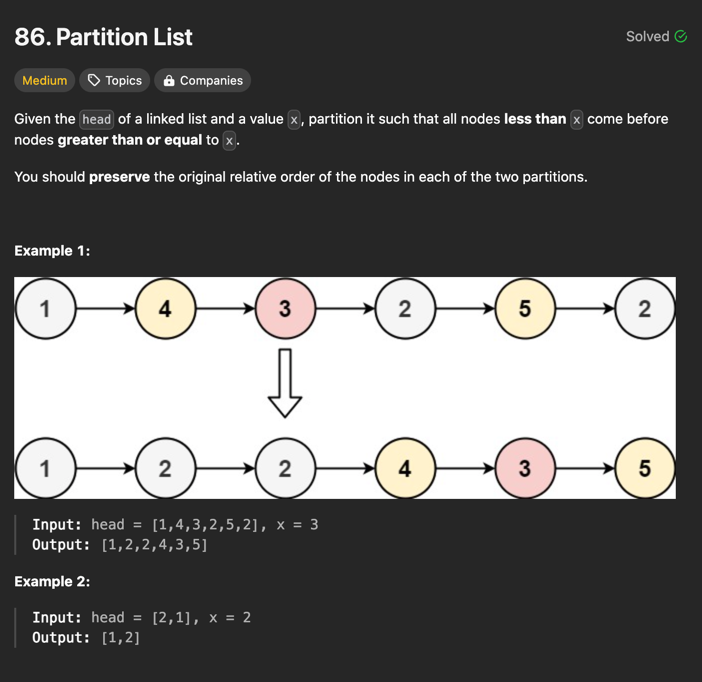 86. Partition List
Solved
Medium
Topics
Companies
Given the head of a linked list and a value x, partition it such that all nodes less than x come before
nodes greater than or equal to x.
You should preserve the original relative order of the nodes in each of the two partitions.
Example 1:
1 4 3 2 5 2
1 2 2 4 3 5
Input: head = [1,4,3,2,5,2], x = 3
Output: [1,2,2,4,3,5]
Example 2:
Input: head = [2,1], x = 2
Output: [1,2]